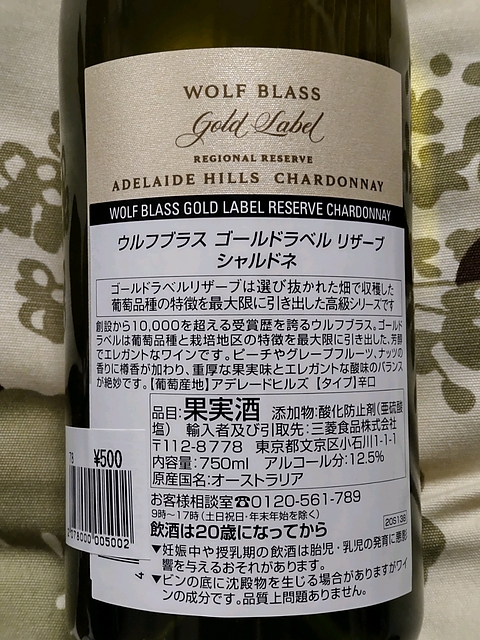 WOLF BLASS
Gold Label
REGIONAL RESERVE
ADELAIDE HILLS CHARDONNAY
WOLF BLASS GOLD LABEL RESERVE CHARDONNAY
ウルフブラス ゴールドラベル リザーブ
シャルドネ
ゴールドラベルリザーブは選び抜かれた畑で収穫した
葡萄品種の特徴を最大限に引き出した高級シリーズです
創設から10,000を超える受賞歴を誇るウルフブラス。ゴールド
ラベルは葡萄品種と栽培地区の特徴を最大限に引き出した、芳醇
でエレガントなワインです。ピーチやグレープフルーツ、ナッツの
香りに樽香が加わり、重厚な果実味とエレガントな酸味のバランス
が絶妙です。【葡萄産地】アデレードヒルズ 【タイプ】辛口
品目:果実酒 添加物:酸化防止剤(亜硫酸
塩) 輸入者及び引取先:三菱食品株式会社
〒112-8778 東京都文京区小石川1-1-1
内容量:750ml アルコール分:12.5%
原産国名:オーストラリア
お客様相談室☎0120-561-789
9時～17時(土日祝日・年末年始を除く)
20S136
飲酒は20歳になってから
▼妊娠中や授乳期の飲酒は胎児・乳児の発育に悪影
響を与えるおそれがあります。
▼ビンの底に沈殿物を生じる場合がありますがワイ
ンの成分です。品質上問題ありません。
78 ¥500
078000 005002